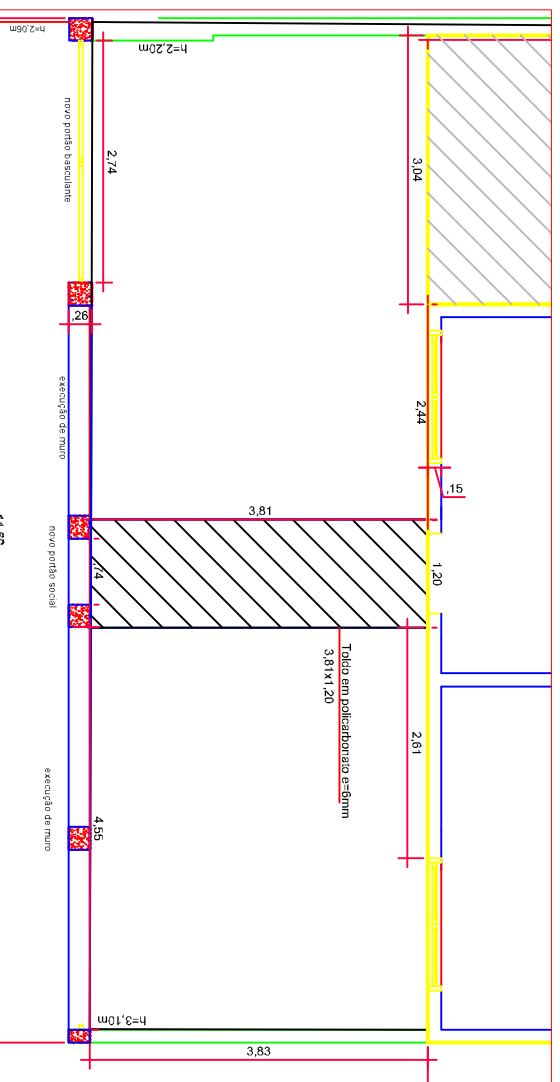 h=2,06m
h=2,20m
novo portão basculante
2,74
3,04
,26
execução de muro
2,44
,15
3,81
novo portão social
,74
1,20
Toldo em policarbonato e=6mm
3,81x1,20
2,61
execução de muro
4,55
h=3,10m
3,83